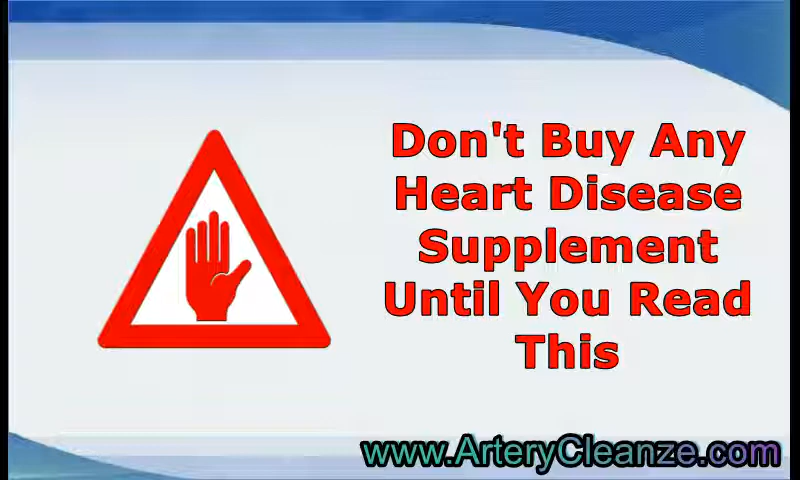 Don't Buy Any
Heart Disease
Supplement
Until You Read
This
www.ArteryCleanze.com